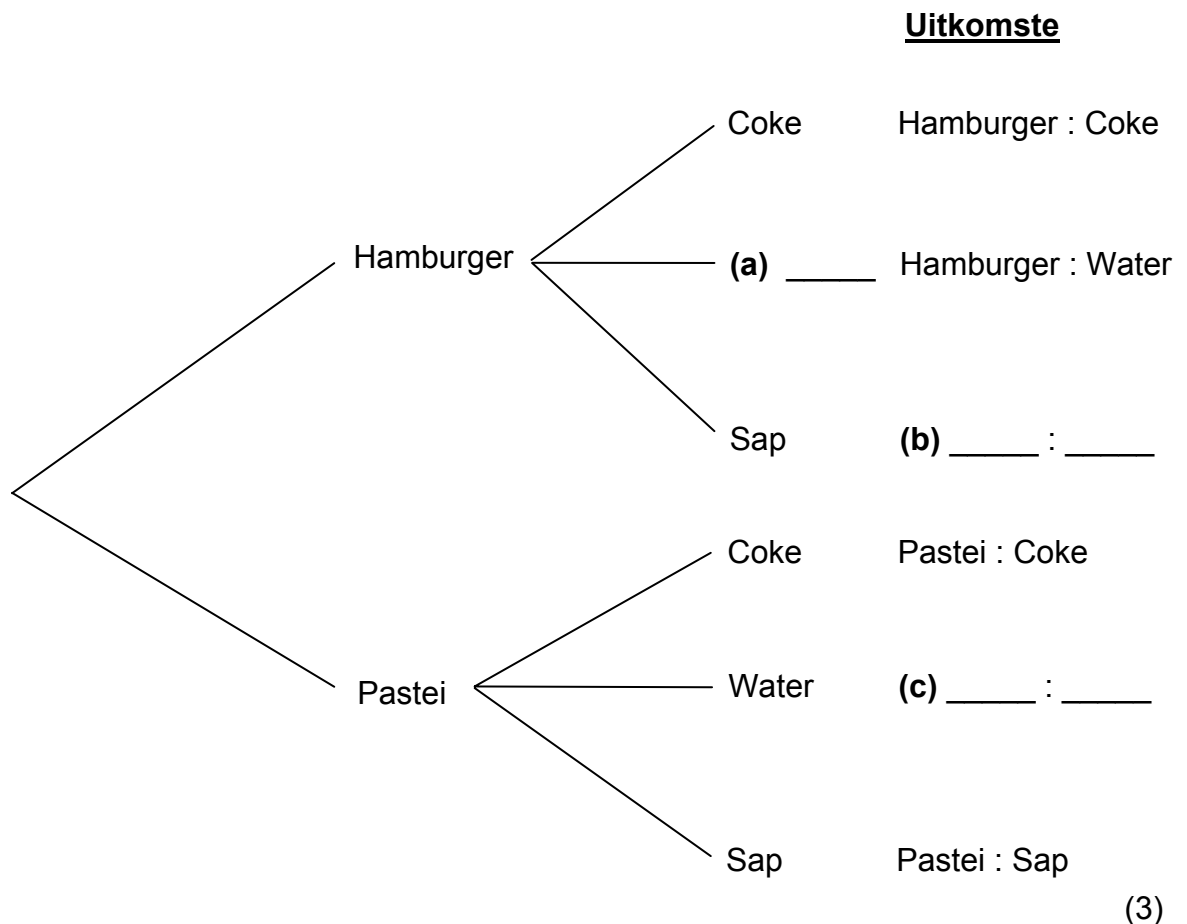 Uitkomste
Coke Hamburger : Coke
Hamburger (a) _____ Hamburger : Water
Sap (b) _____ : _____
Coke Pastei : Coke
Pastei Water (c) _____ : _____
Sap Pastei : Sap
(3)